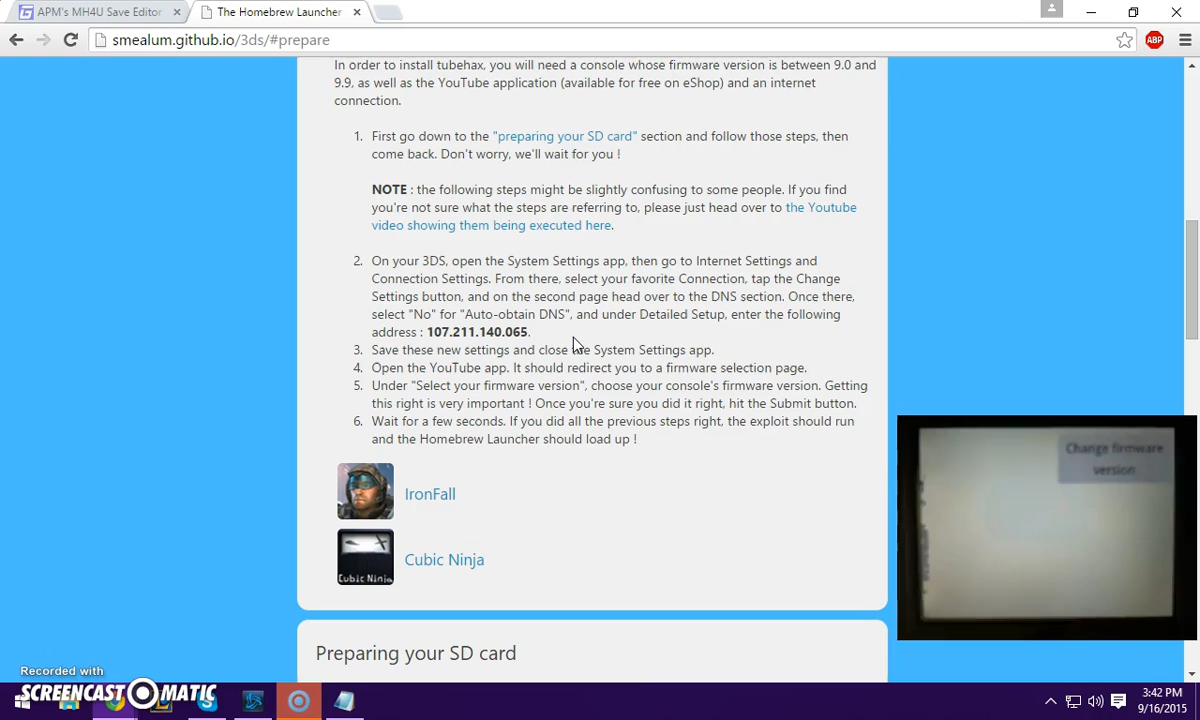 APM's MH4U Save Editor
The Homebrew Launcher
smealum.github.io/3ds/#prepare
ABP
In order to install tubehax, you will need a console whose firmware version is between 9.0 and
9.9, as well as the YouTube application (available for free on eShop) and an internet
connection.
1. First go down to the "preparing your SD card" section and follow those steps, then
come back. Don't worry, we'll wait for you !
NOTE : the following steps might be slightly confusing to some people. If you find
you're not sure what the steps are referring to, please just head over to the Youtube
video showing them being executed here.
2. On your 3DS, open the System Settings app, then go to Internet Settings and
Connection Settings. From there, select your favorite Connection, tap the Change
Settings button, and on the second page head over to the DNS section. Once there,
select "No" for "Auto-obtain DNS", and under Detailed Setup, enter the following
address : 107.211.140.065.
3. Save these new settings and close the System Settings app.
4. Open the YouTube app. It should redirect you to a firmware selection page.
5. Under "Select your firmware version", choose your console's firmware version. Getting
this right is very important ! Once you're sure you did it right, hit the Submit button.
6. Wait for a few seconds. If you did all the previous steps right, the exploit should run
and the Homebrew Launcher should load up !
IronFall
Cubic Ninja
Cubic Ninja
Change firmware
version
Preparing your SD card
Recorded with
SCREENCAST MATIC
3:42 PM
9/16/2015